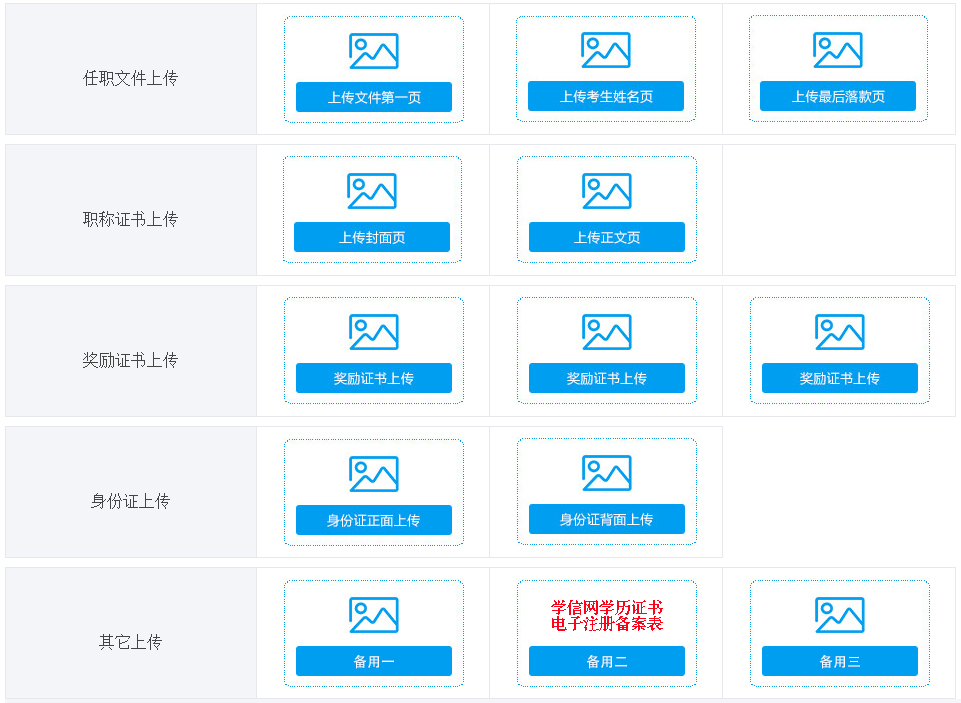 任职文件上传
上传文件第一页
上传考生姓名页
上传最后落款页
职称证书上传
上传封面页
上传正文页
奖励证书上传
奖励证书上传
奖励证书上传
奖励证书上传
身份证上传
身份证正面上传
身份证背面上传
其它上传
备用一
学信网学历证书
电子注册备案表
备用二
备用三